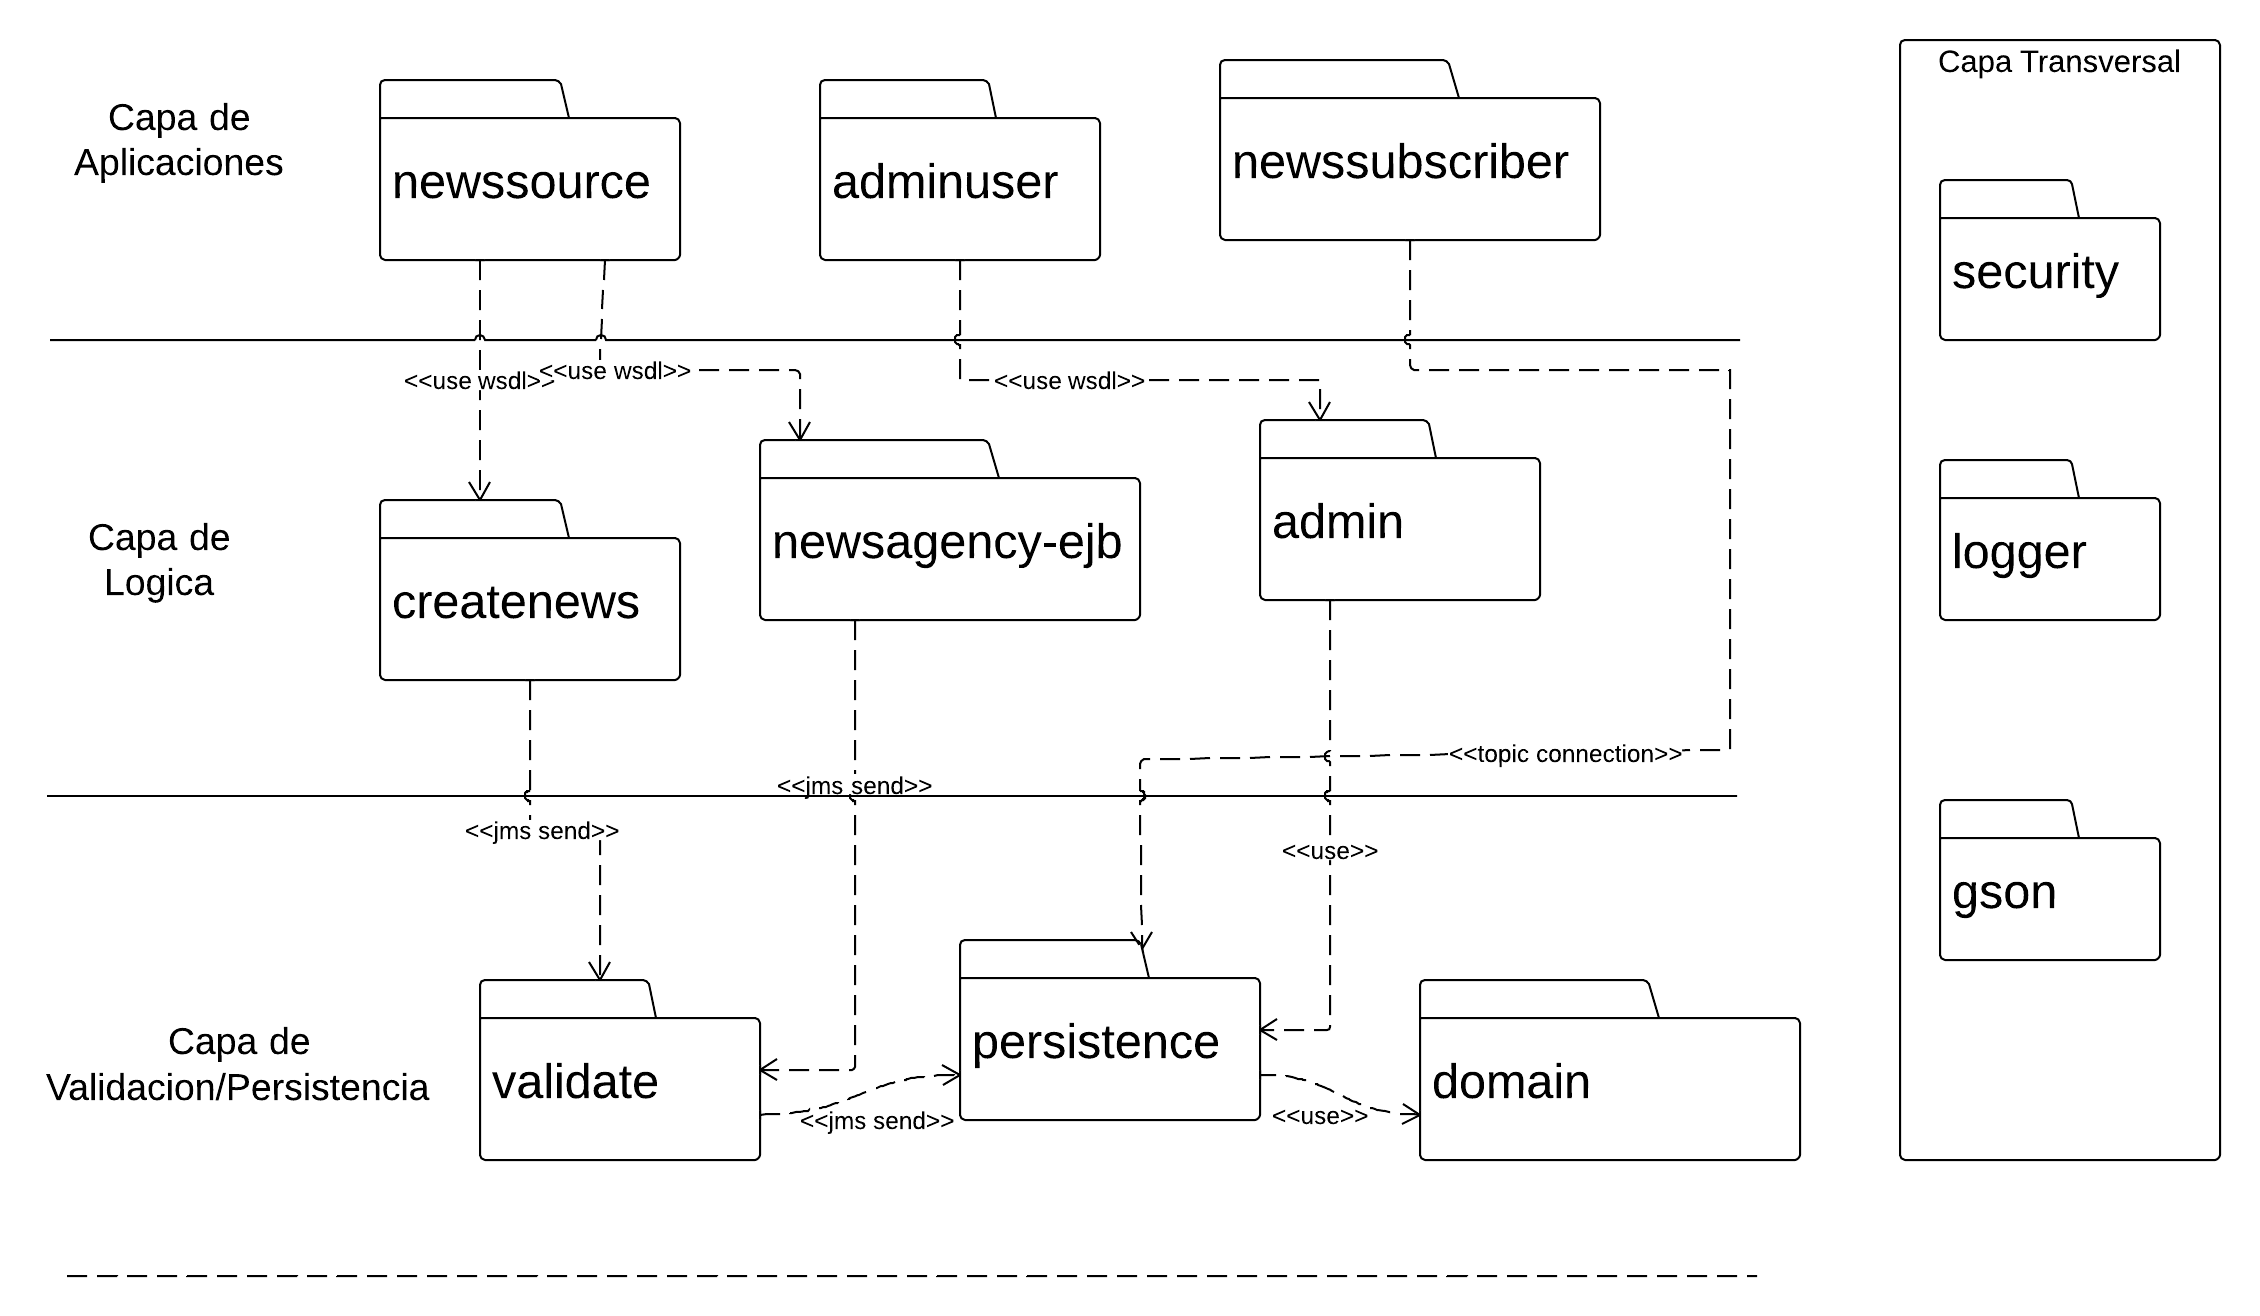 Capa Transversal
Capa de
Aplicaciones
newssource
adminuser
newssubscriber
security
<<use wsdl>>
<<use wsdl>>
<<use wsdl>>
Capa de
Logica
createnews
newsagency-ejb
admin
logger
<<topic connection>>
<<jms send>>
<<jms send>>
<<use>>
gson
Capa de
Validacion/Persistencia
validate
persistence
domain
<<jms send>>
<<use>>